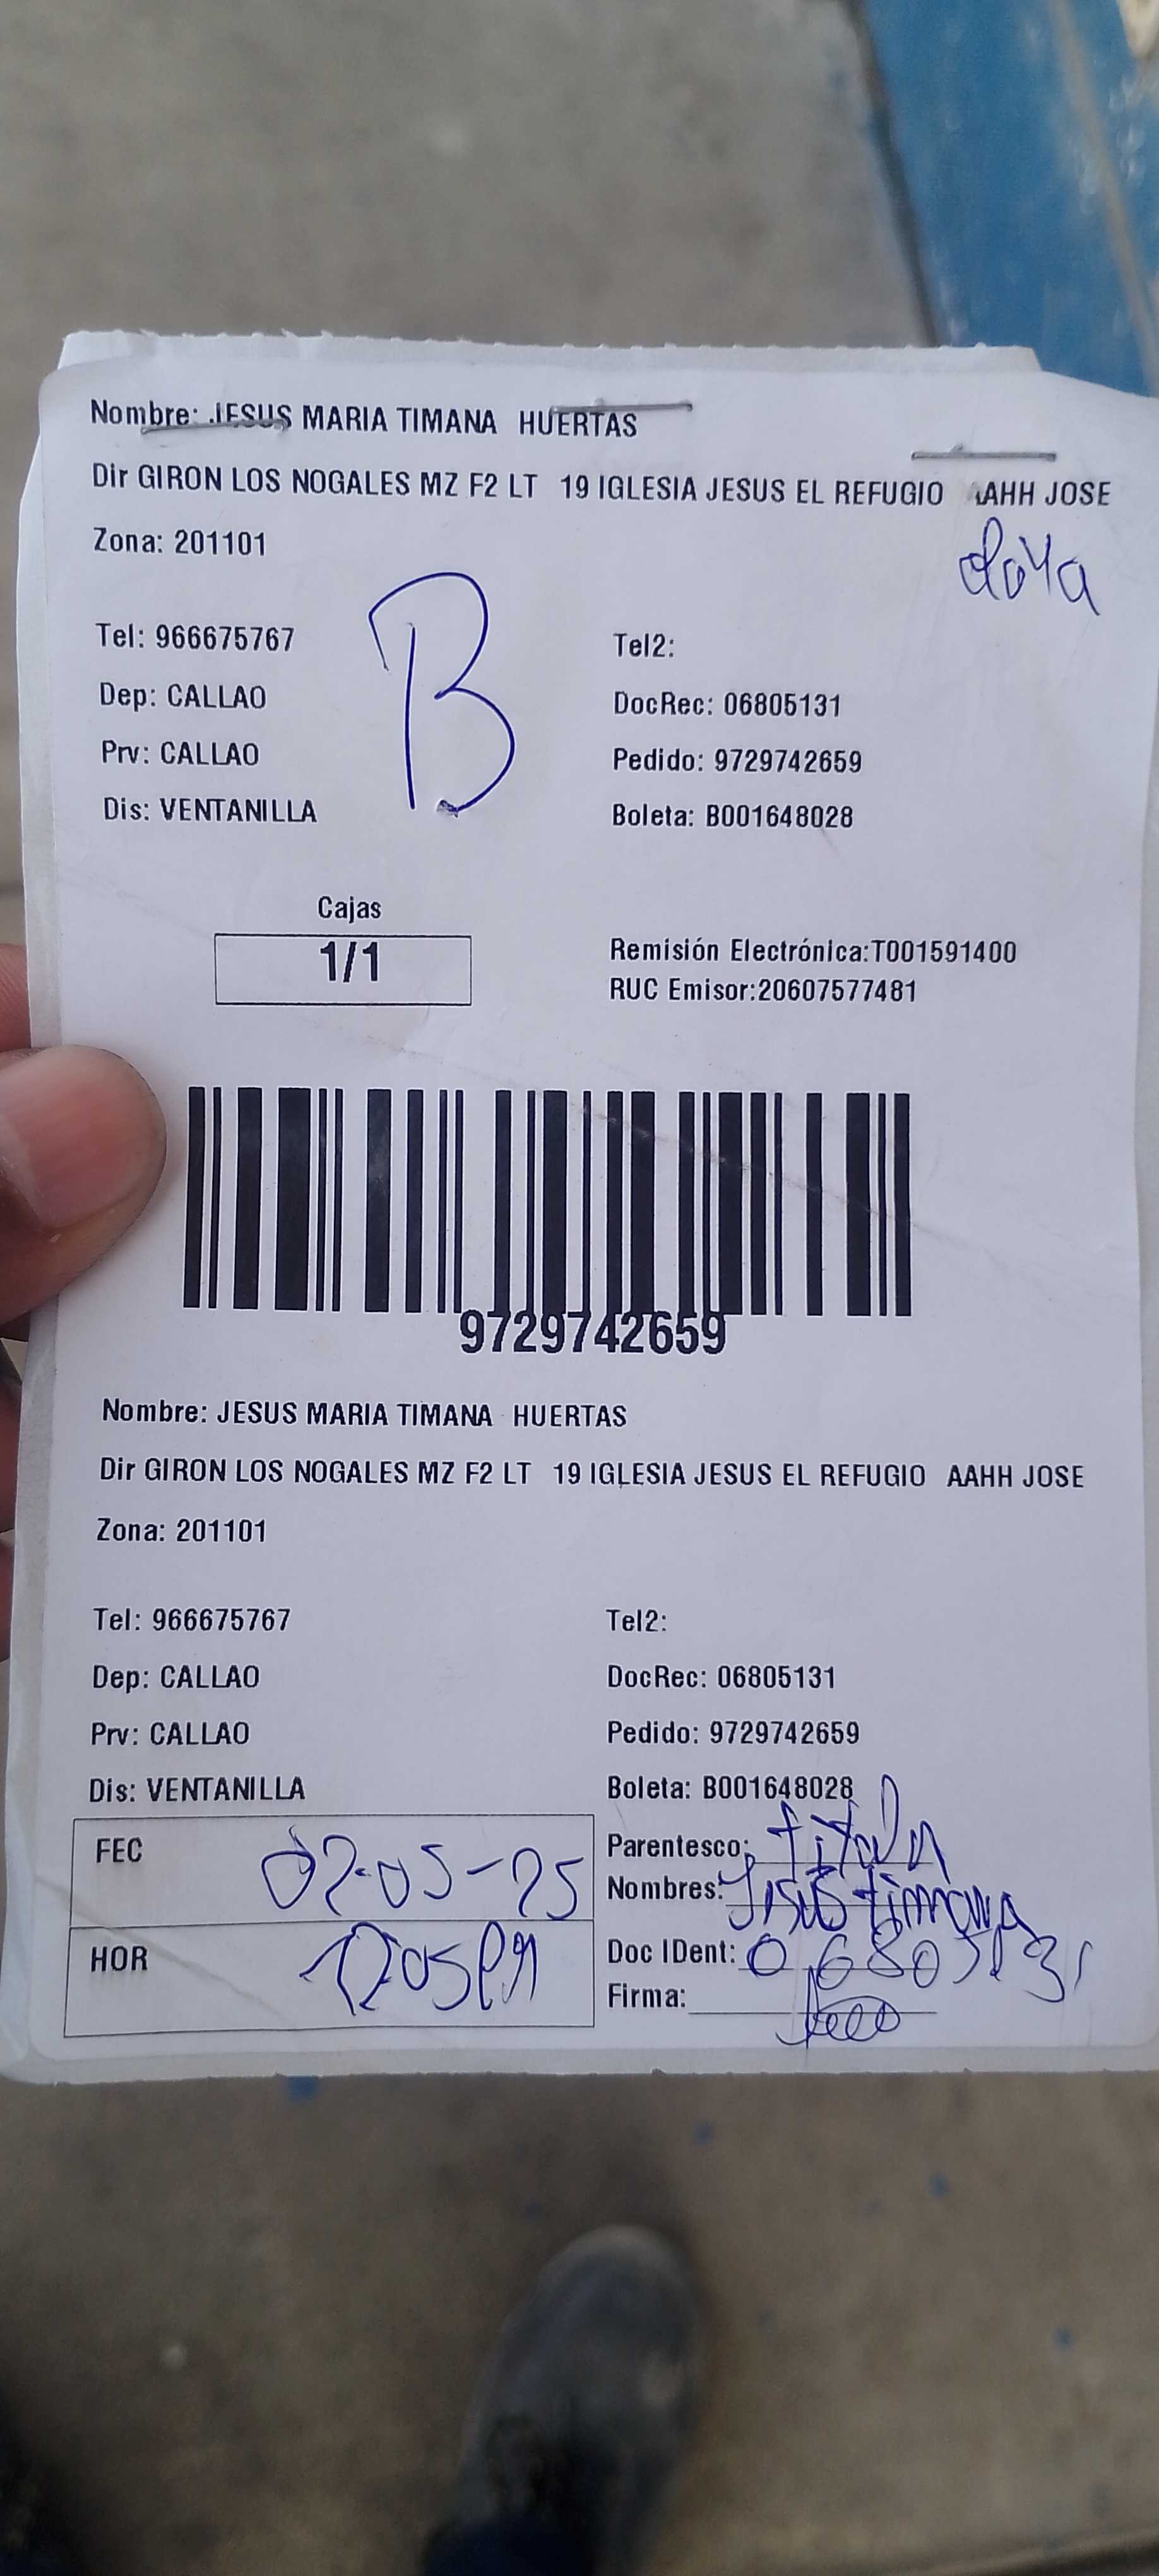 Nombre: JESUS MARIA TIMANA HUERTAS
Dir GIRON LOS NOGALES MZ F2 LT 19 IGLESIA JESUS EL REFUGIO AAHH JOSE
Zona: 201101
B
Tel: 966675767
Tel2:
Dep: CALLAO
DocRec: 06805131
Prv: CALLAO
Pedido: 9729742659
Dis: VENTANILLA
Boleta: B001648028
Cajas
1/1
Remisión Electrónica:T001591400
RUC Emisor:20607577481
9729742659
Nombre: JESUS MARIA TIMANA HUERTAS
Dir GIRON LOS NOGALES MZ F2 LT 19 IGLESIA JESUS EL REFUGIO AAHH JOSE
Zona: 201101
Tel: 966675767
Tel2:
Dep: CALLAO
DocRec: 06805131
Prv: CALLAO
Pedido: 9729742659
Dis: VENTANILLA
Boleta: B001648028
FEC 02-05-25
Parentesco:
Nombres: Jesus timana
HOR
Doc IDent: 06805131
Firma: